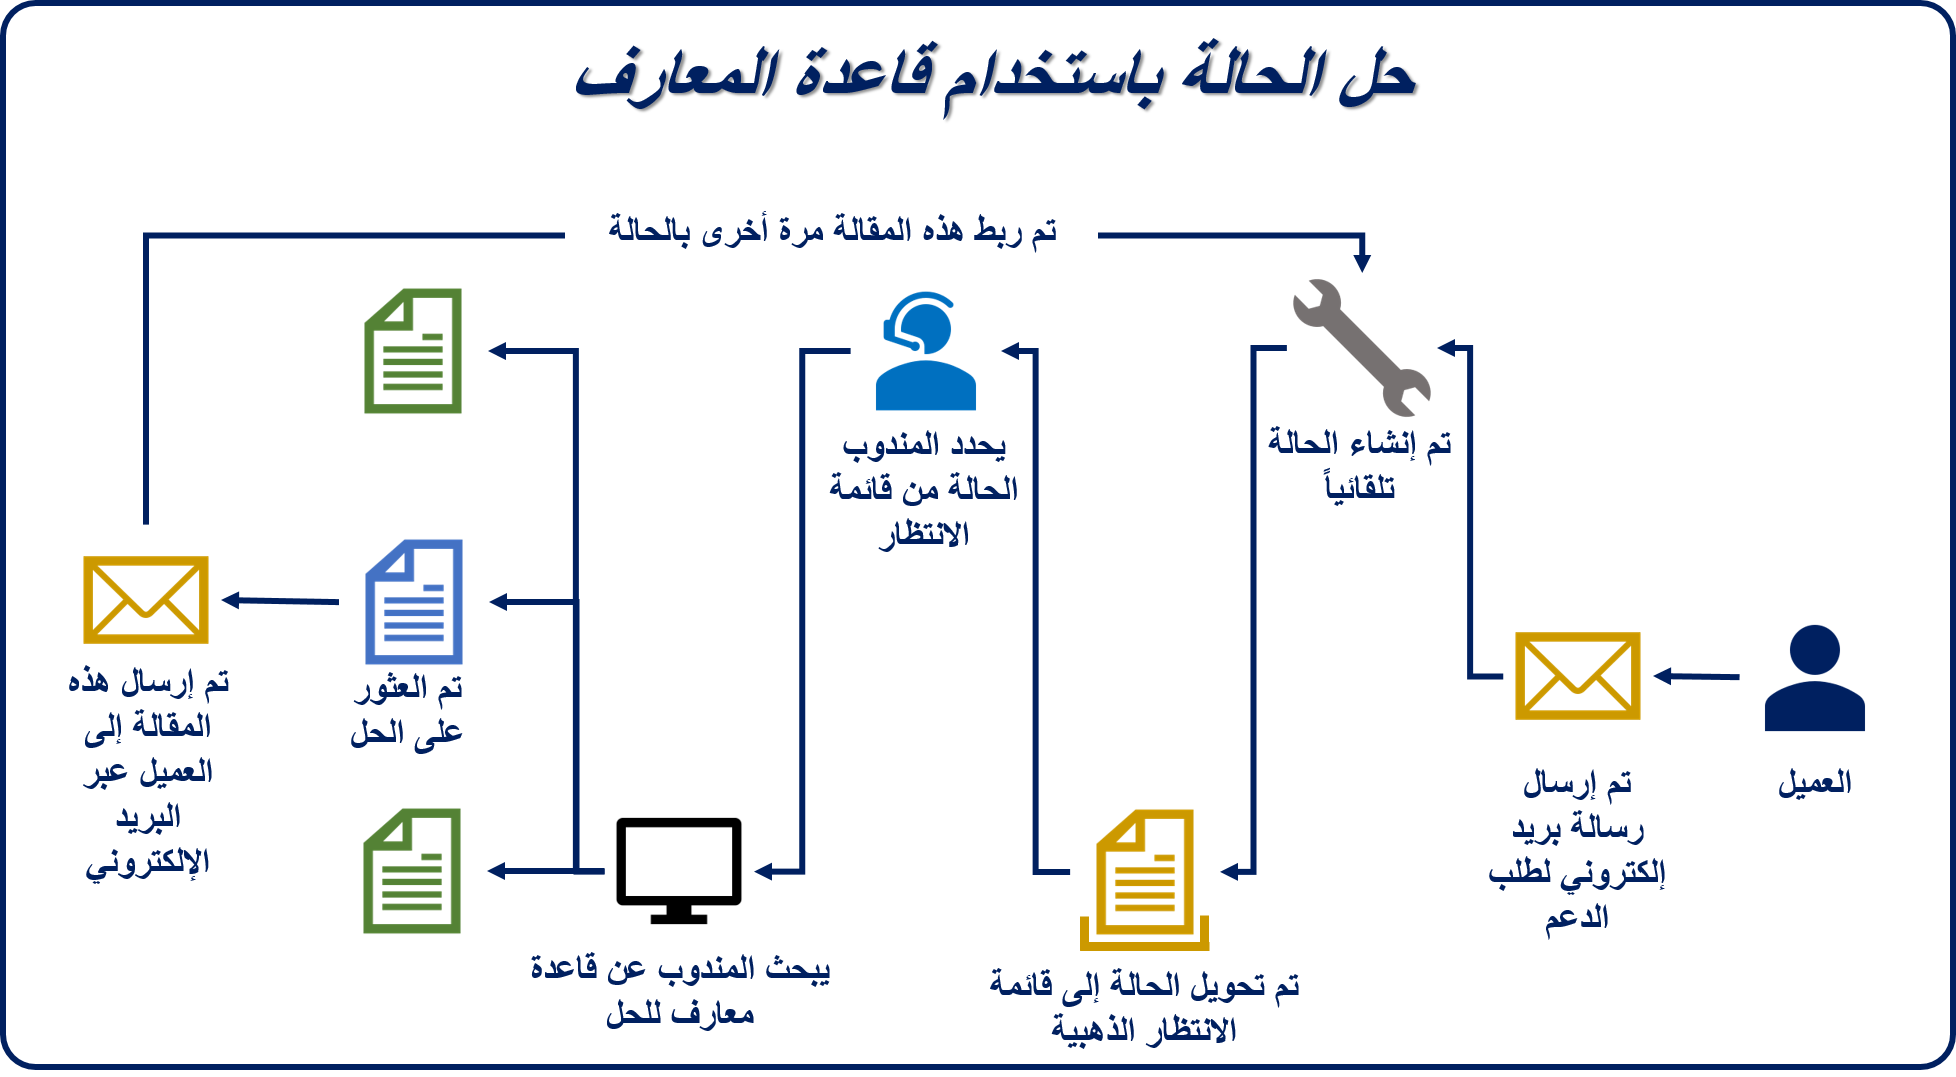 حل الحالة باستخدام قاعدة المعارف
تم ربط هذه المقالة مرة أخرى بالحالة
العميل
تم إرسال
رسالة بريد
إلكتروني لطلب
الدعم
تم إنشاء الحالة
تلقائياً
تم تحويل الحالة إلى قائمة
الانتظار الذهبية
يحدد المندوب
الحالة من قائمة
الانتظار
يبحث المندوب عن قاعدة
معارف للحل
تم العثور
على الحل
تم إرسال هذه
المقالة إلى
العميل عبر
البريد
الإلكتروني